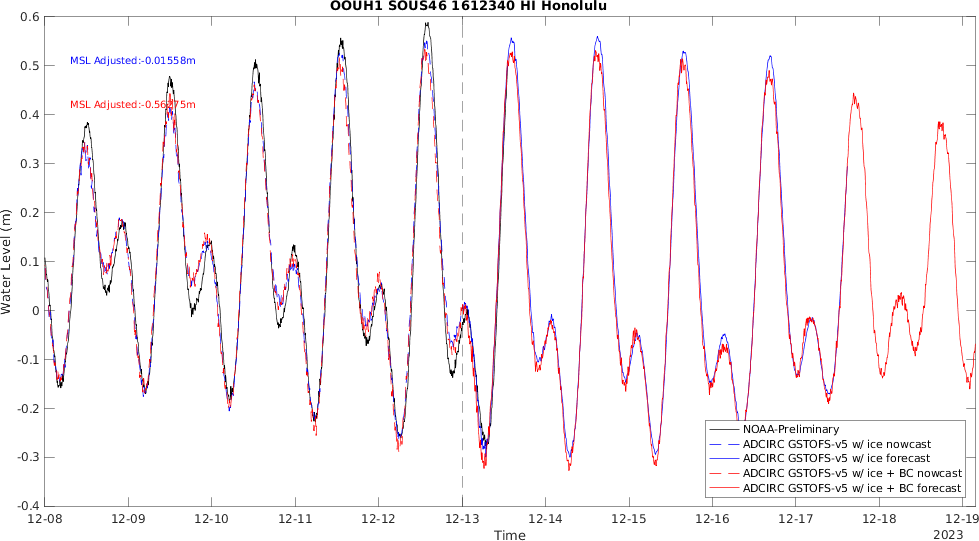 OOUH1 SOUS46 1612340 HI Honolulu
0.6
0.5
0.4
0.3
0.2
0.1
0
-0.1
-0.2
-0.3
-0.4
Water Level (m)
MSL Adjusted:-0.01558m
MSL
NOAA-Preliminary
ADCIRC GSTOFS-v5 w/ ice nowcast
ADCIRC GSTOFS-v5 w/ ice forecast
ADCIRC GSTOFS-v5 w/ ice + BC nowcast
ADCIRC GSTOFS-v5 w/ ice + BC forecast
12-08 12-09 12-10 12-11 12-12 12-13 12-14 12-15 12-16 12-17 12-18 12-19
Time
2023